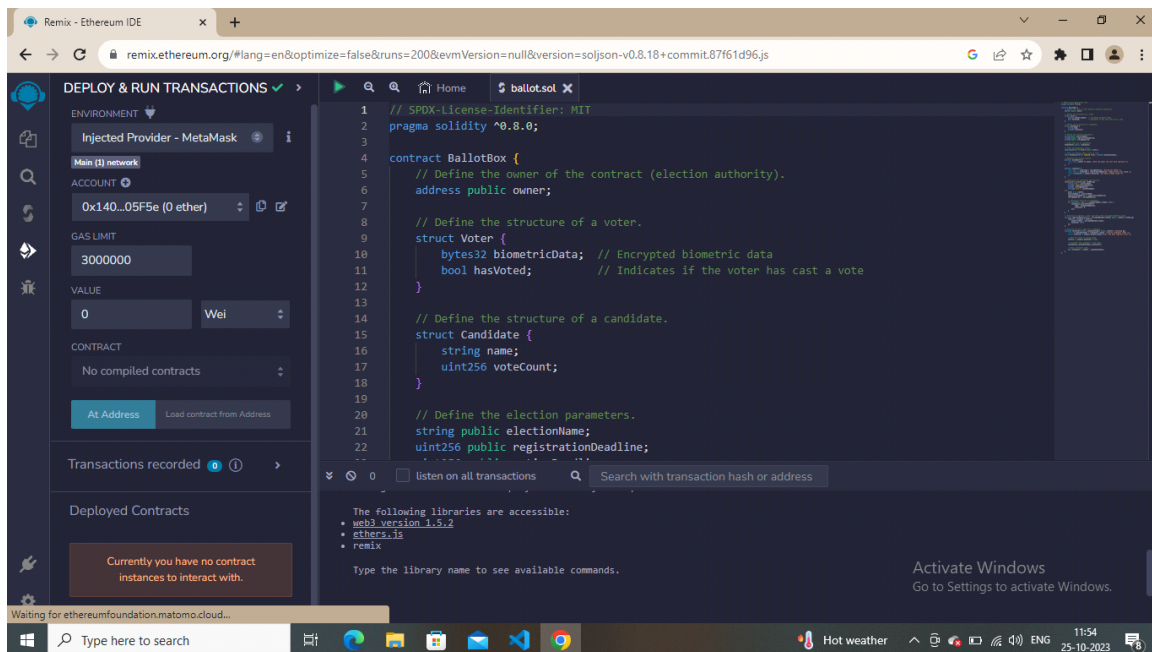 Remix - Ethereum IDE
remix.ethereum.org/#lang=en&optimize=false&runs=200&evmVersion=null&version=soljson-v0.8.18+commit.87f61d96.js
DEPLOY & RUN TRANSACTIONS
ENVIRONMENT
Injected Provider - MetaMask
Main (1) network
ACCOUNT
0x140...05F5e (0 ether)
GAS LIMIT
3000000
VALUE
0 Wei
CONTRACT
No compiled contracts
At Address Load contract from Address
Transactions recorded 0
Deployed Contracts
Currently you have no contract
instances to interact with.
Waiting for ethereumfoundation.matomo.cloud...
Home ballot.sol
1 // SPDX-License-Identifier: MIT
2 pragma solidity ^0.8.0;
3
4 contract BallotBox {
5 // Define the owner of the contract (election authority).
6 address public owner;
7
8 // Define the structure of a voter.
9 struct Voter {
10 bytes32 biometricData; // Encrypted biometric data
11 bool hasVoted; // Indicates if the voter has cast a vote
12 }
13
14 // Define the structure of a candidate.
15 struct Candidate {
16 string name;
17 uint256 voteCount;
18 }
19
20 // Define the election parameters.
21 string public electionName;
22 uint256 public registrationDeadline;
0 listen on all transactions Search with transaction hash or address
The following libraries are accessible:
web3 version 1.5.2
ethers.js
remix
Type the library name to see available commands.
Activate Windows
Go to Settings to activate Windows.
Type here to search
Hot weather ENG 11:54
25-10-2023
8